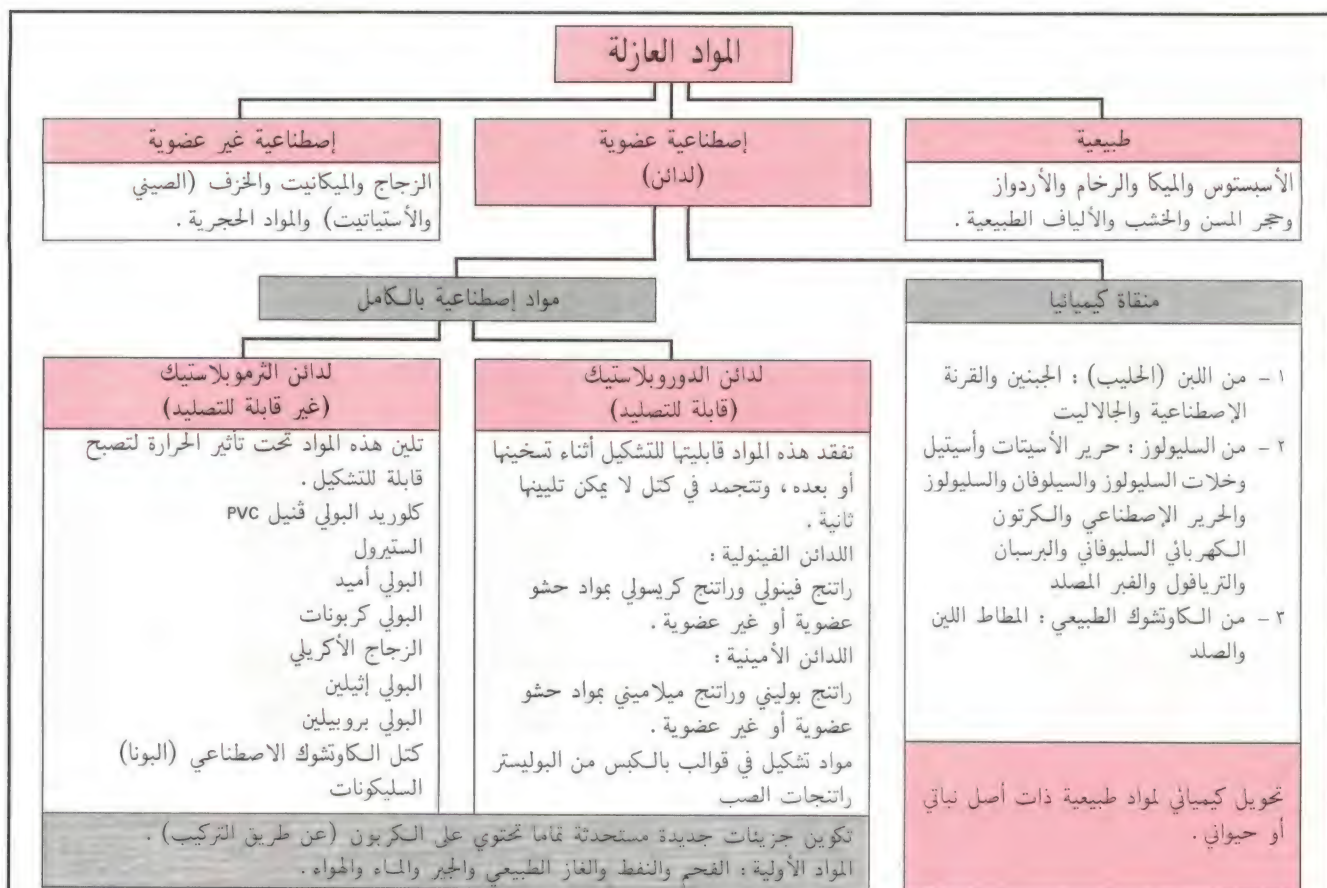 المواد العازلة
طبيعية
الأسبستوس والميكا والرخام والأردواز
وحجر المسن والخشب والألياف الطبيعية .
إصطناعية عضوية
(لدائن)
إصطناعية غير عضوية
الزجاج والميكانيت والخزف (الصيني
والأستياتيت) والمواد الحجرية .
منقاة كيميائيا
١ - من اللبن (الحليب) : الجبنين والقرنة
الإصطناعية والجالاليت
٢ - من السليولوز : حرير الأسيتات وأسيتيل
وخلات السليولوز والسيلوفان والسليولوز
والحرير الإصطناعي والكرتون
الكهربائي السليوفاني والبرسبان
والتريافول والفبر المصلد
٣ - من الكاوتشوك الطبيعي : المطاط اللين
والصلد
تحويل كيميائي لمواد طبيعية ذات أصل نباتي
أو حيواني .
مواد إصطناعية بالكامل
لدائن الدوروبلاستيك
(قابلة للتصليد)
تفقد هذه المواد قابليتها للتشكيل أثناء تسخينها
أو بعده ، وتتجمد في كتل لا يمكن تليينها
ثانية .
اللدائن الفينولية :
راتنج فينولي وراتنج كريسولي بمواد حشو
عضوية أو غير عضوية .
اللدائن الأمينية :
راتنج بوليني وراتنج ميلاميني بمواد حشو
عضوية أو غير عضوية .
مواد تشكيل في قوالب بالكبس من البوليستر
راتنجات الصب
لدائن الثرموبلاستيك
(غير قابلة للتصليد)
تلين هذه المواد تحت تأثير الحرارة لتصبح
قابلة للتشكيل .
كلوريد البولي ڤنيل PVC
الستيرول
البولي أميد
البولي كربونات
الزجاج الأكريلي
البولي إثيلين
البولي بروبيلين
كتل الكاوتشوك الاصطناعي (البونا)
السليكونات
تكوين جزيئات جديدة مستحدثة تماما تحتوي على الكربون (عن طريق التركيب) .
المواد الأولية : الفحم والنفط والغاز الطبيعي والجير والماء والهواء .